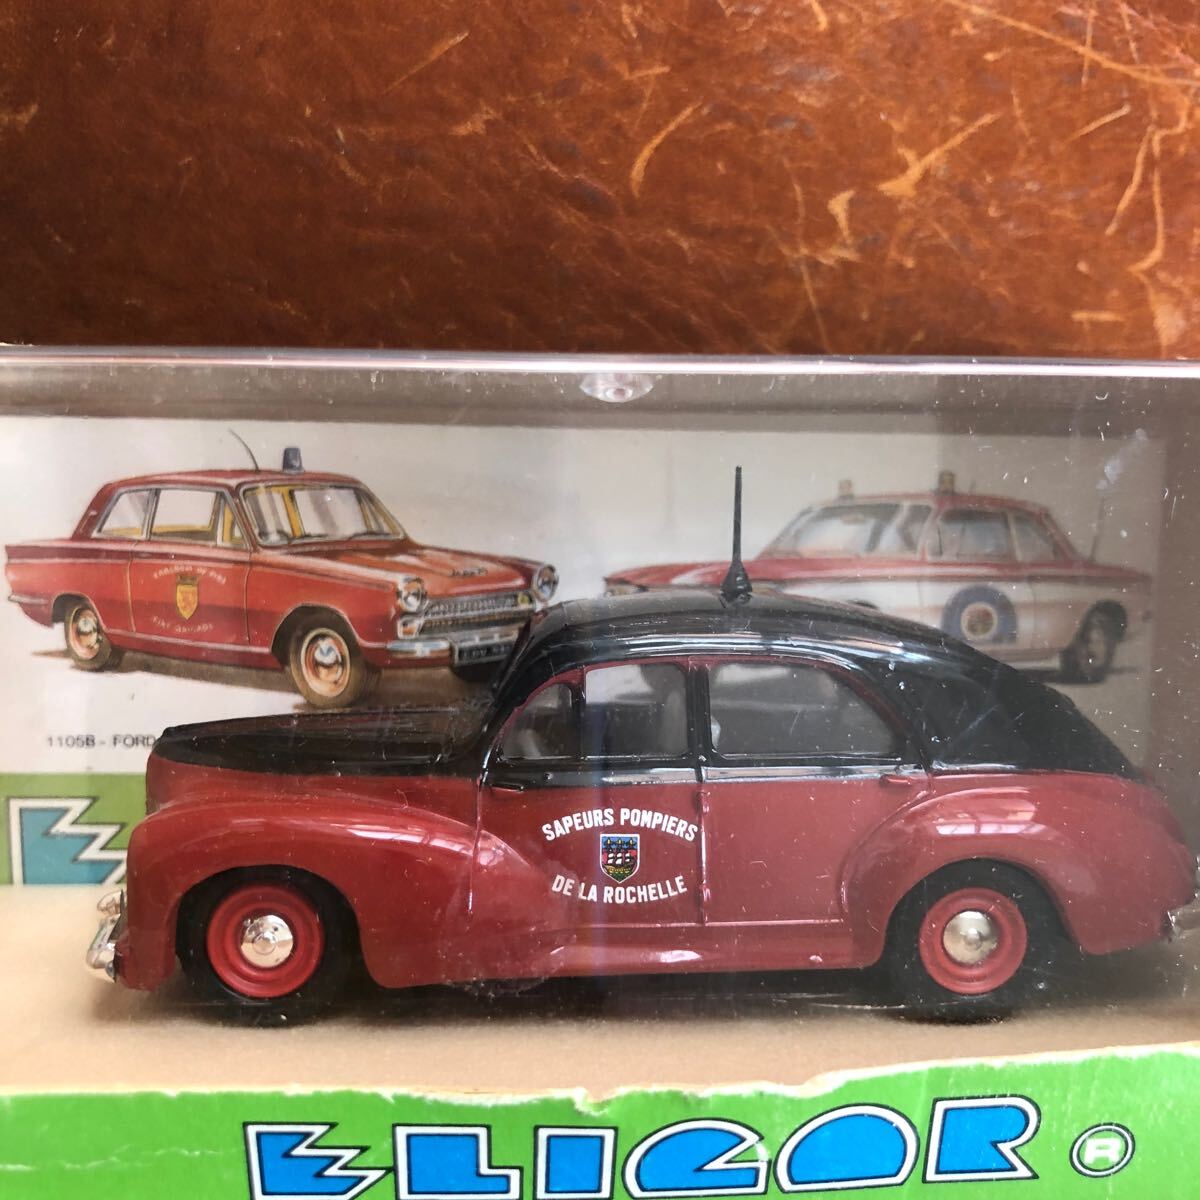 1105B - FORD
SAPEURS POMPIERS
DE LA ROCHELLE
ELIGOR ®